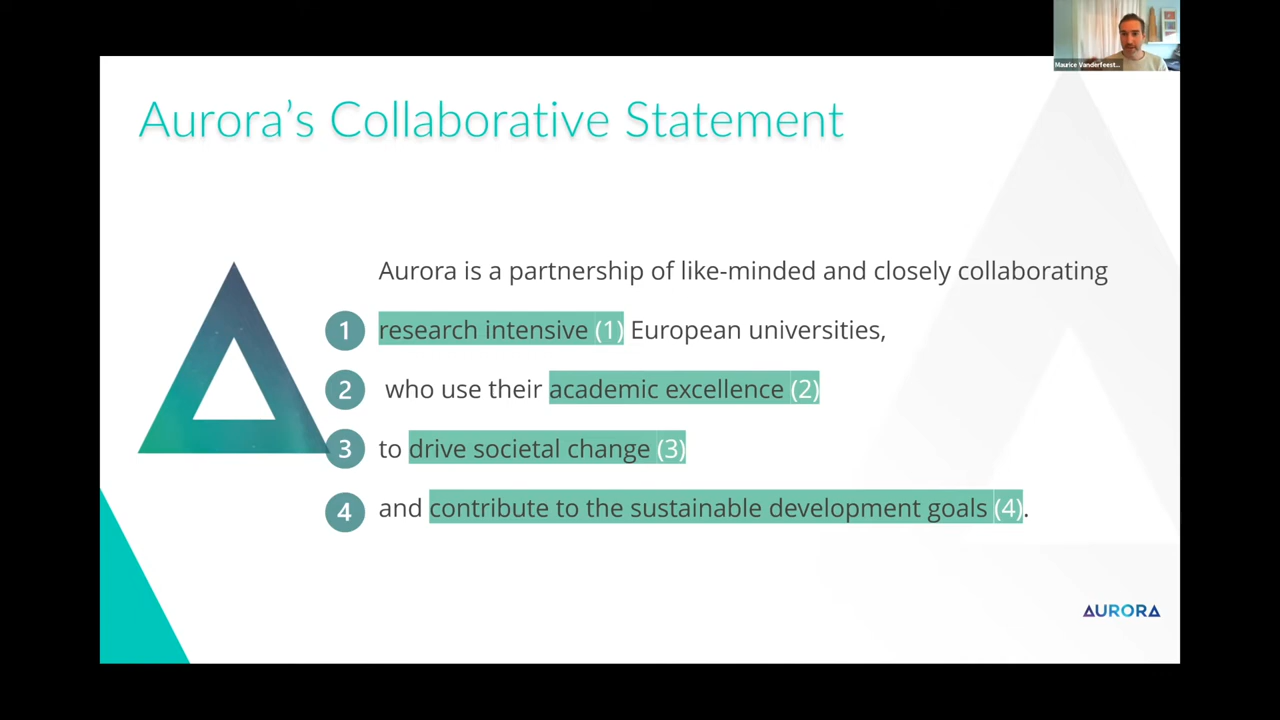 Maurice Vanderfeest...
Aurora's Collaborative Statement
Aurora is a partnership of like-minded and closely collaborating
1 research intensive (1) European universities,
2 who use their academic excellence (2)
3 to drive societal change (3)
4 and contribute to the sustainable development goals (4).
AURORA